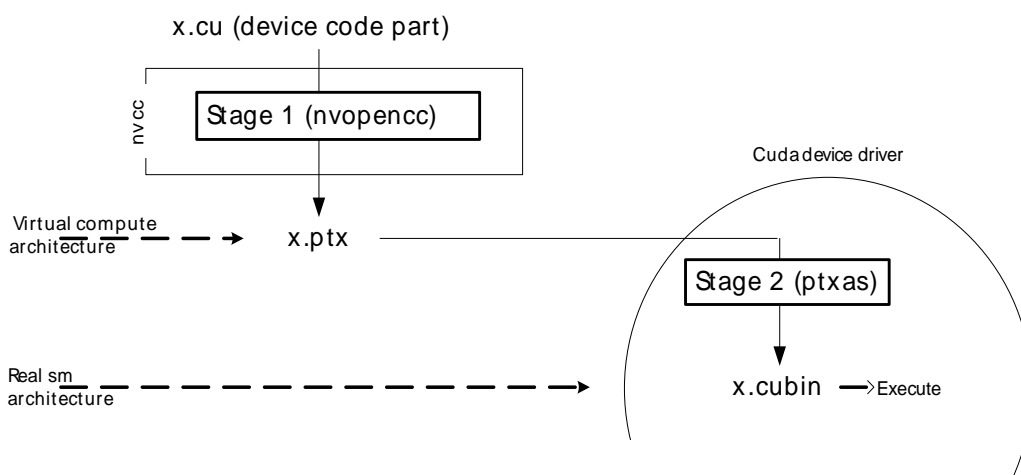 x.cu (device code part)
nvcc
Stage 1 (nvopencc)
Cuda device driver
Virtual compute
architecture
x.ptx
Stage 2 (ptxas)
Real sm
architecture
x.cubin
Execute